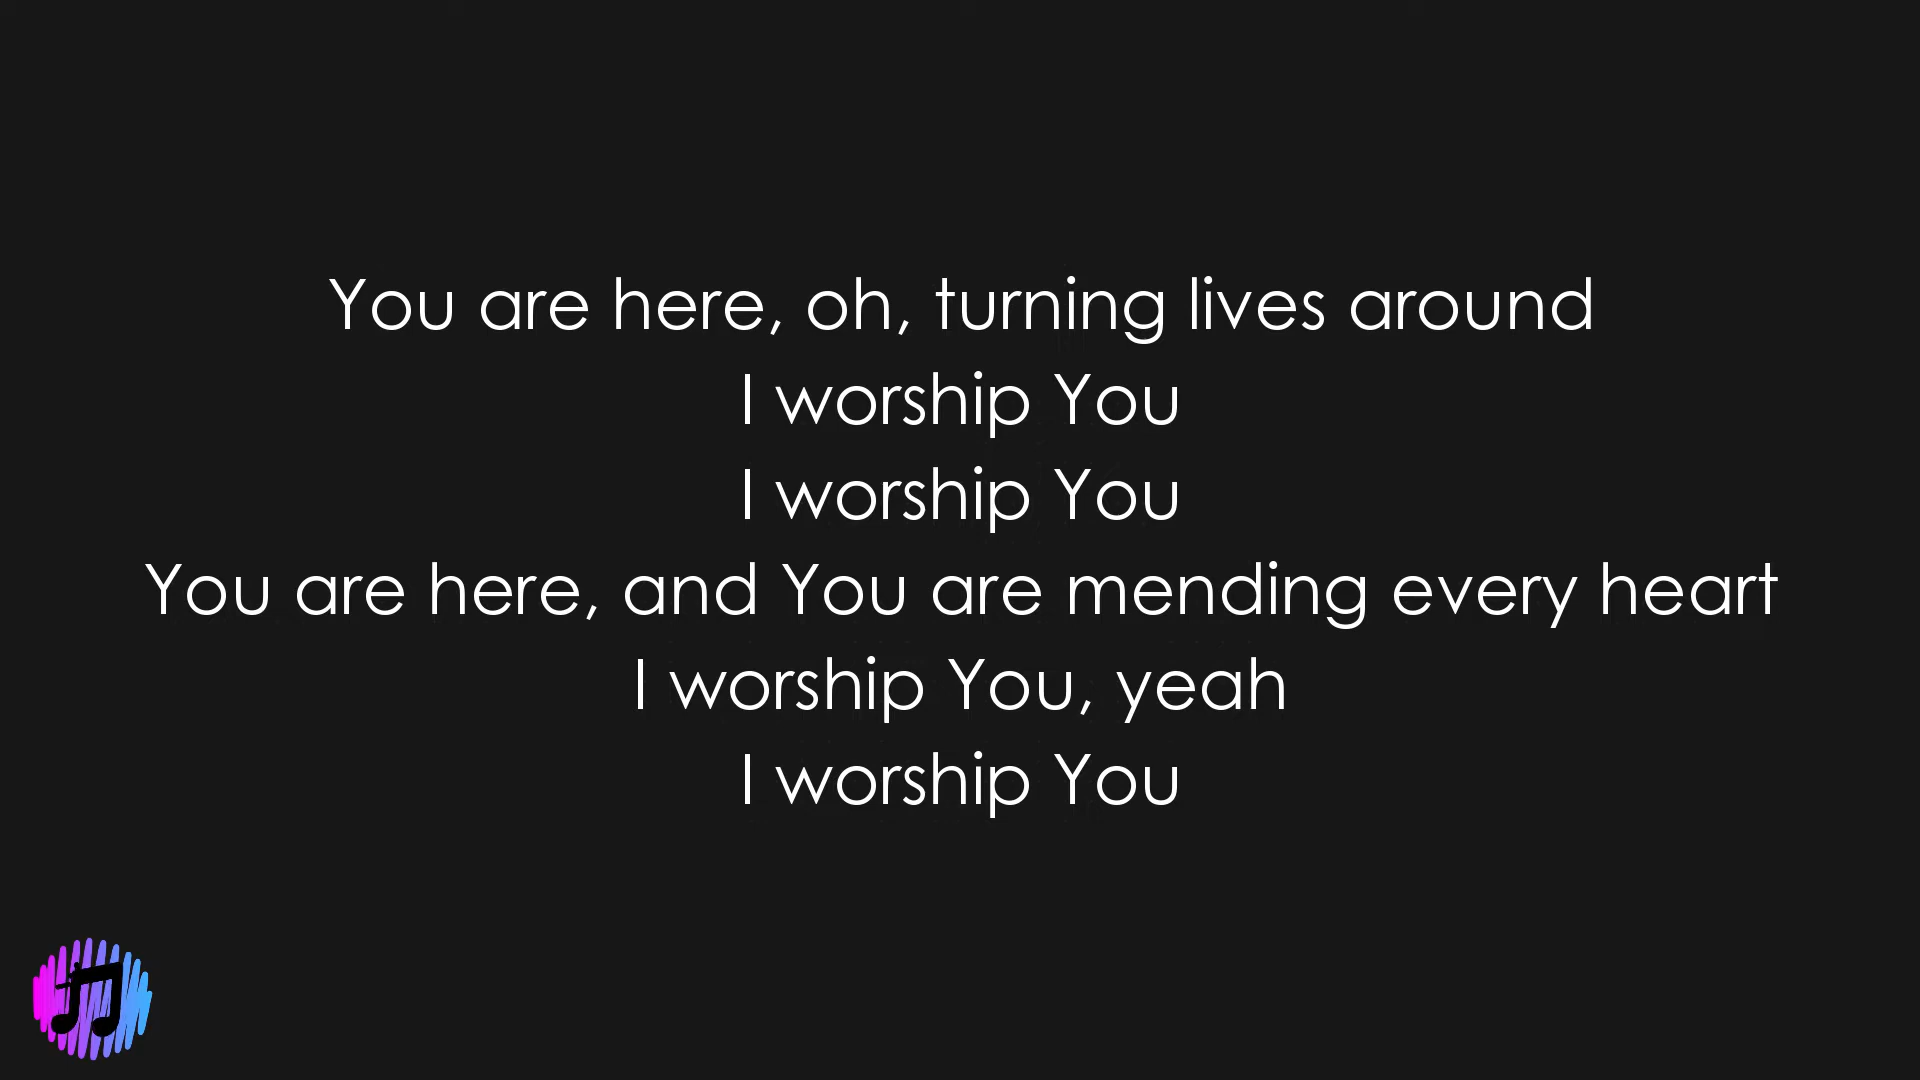 You are here, oh, turning lives around
I worship You
I worship You
You are here, and You are mending every heart
I worship You, yeah
I worship You